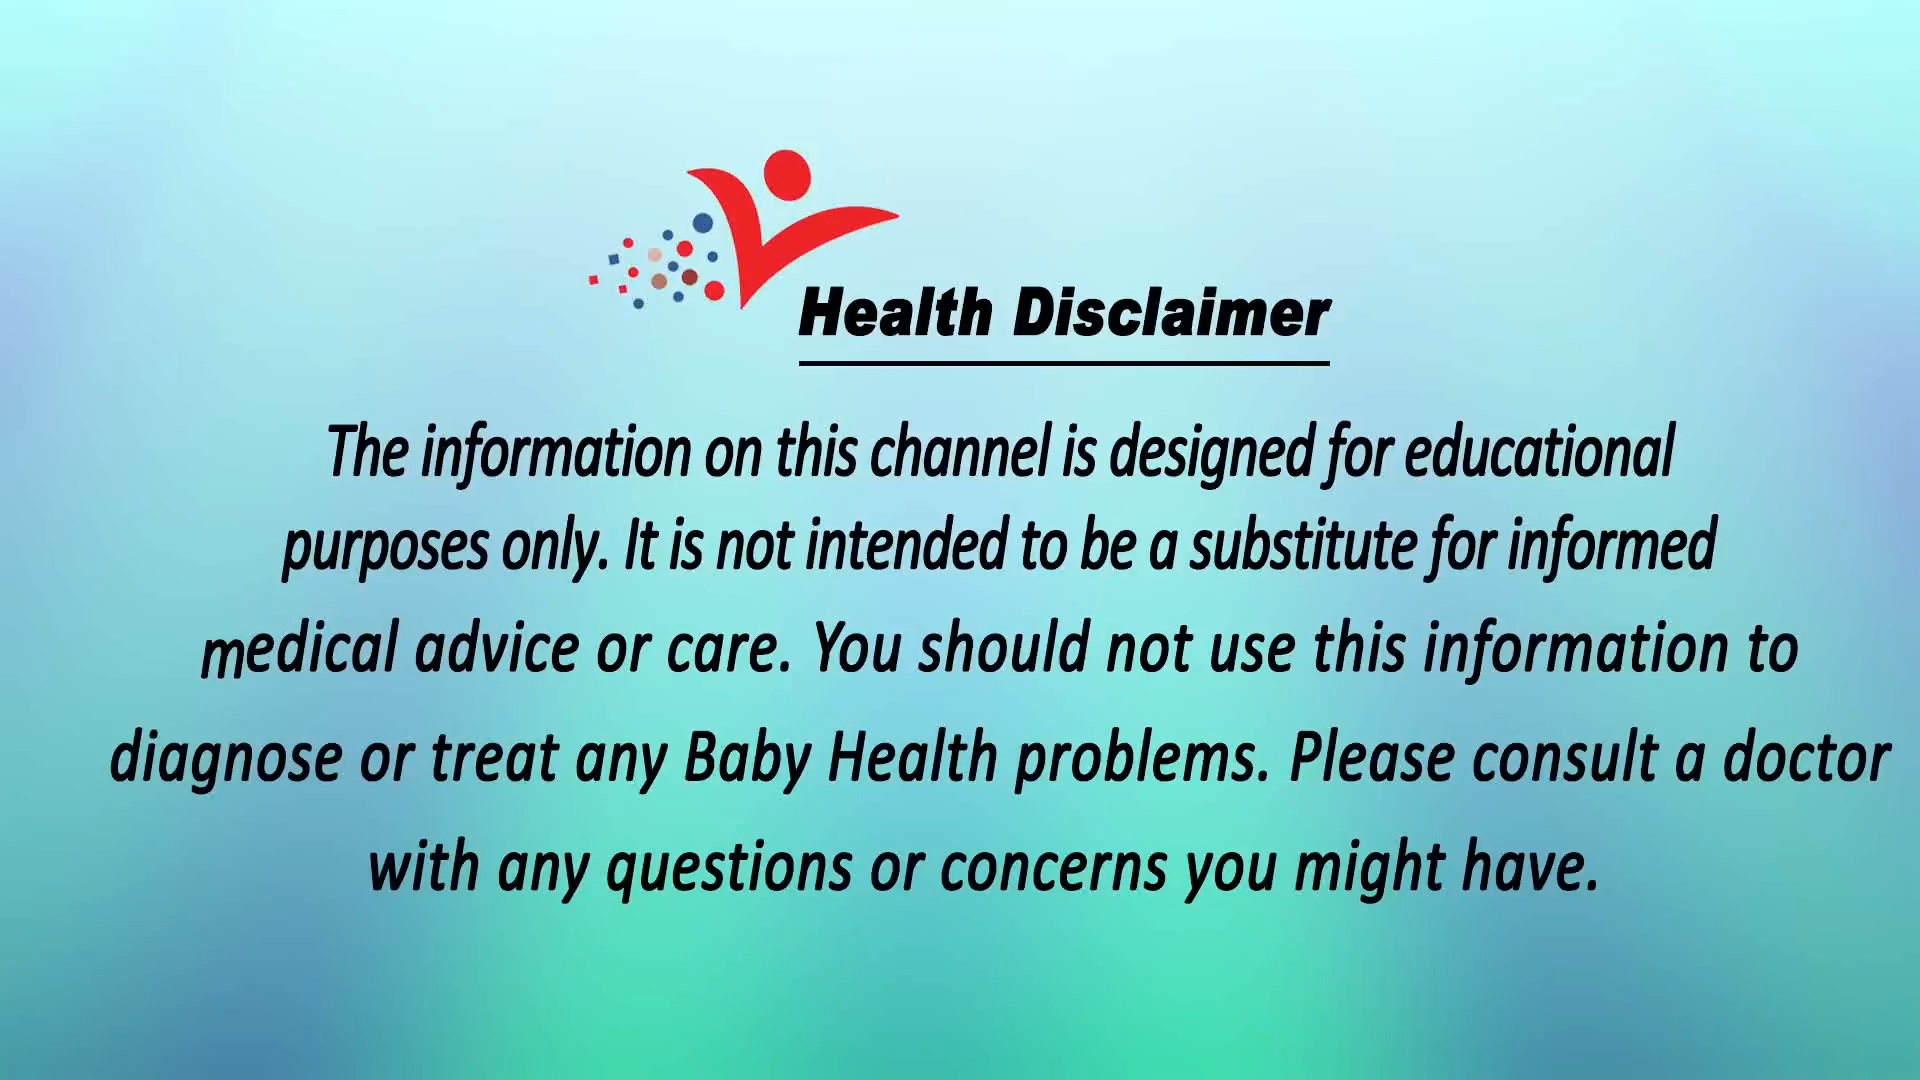 Health Disclaimer
The information on this channel is designed for educational
purposes only. It is not intended to be a substitute for informed
medical advice or care. You should not use this information to
diagnose or treat any Baby Health problems. Please consult a doctor
with any questions or concerns you might have.